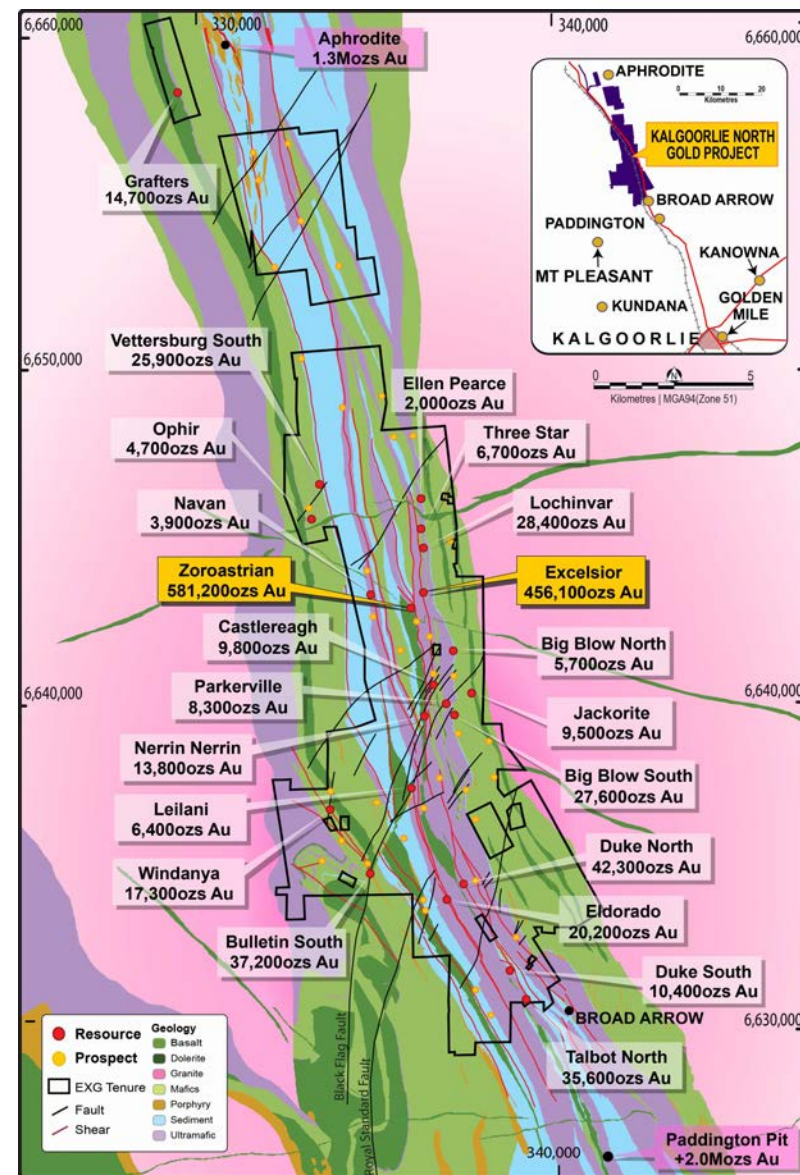 6,660,000
330,000
340,000
6,660,000
Aphrodite
1.3Mozs Au
APHRODITE
0 10 20
Kilometres
KALGOORLIE NORTH
GOLD PROJECT
BROAD ARROW
PADDINGTON
MT PLEASANT
KANOWNA
KUNDANA
GOLDEN
MILE
KALGOORLIE
0 N 5
Kilometres | MGA94(Zone 51)
Grafters
14,700ozs Au
Vettersburg South
25,900ozs Au
6,650,000
Ellen Pearce
2,000ozs Au
Ophir
4,700ozs Au
Three Star
6,700ozs Au
Navan
3,900ozs Au
Lochinvar
28,400ozs Au
Zoroastrian
581,200ozs Au
Excelsior
456,100ozs Au
Castlereagh
9,800ozs Au
Big Blow North
5,700ozs Au
6,640,000
6,640,000
Parkerville
8,300ozs Au
Jackorite
9,500ozs Au
Nerrin Nerrin
13,800ozs Au
Big Blow South
27,600ozs Au
Leilani
6,400ozs Au
Duke North
42,300ozs Au
Windanya
17,300ozs Au
Eldorado
20,200ozs Au
Bulletin South
37,200ozs Au
Duke South
10,400ozs Au
BROAD ARROW
6,630,000
Talbot North
35,600ozs Au
Black Flag Fault
Royal Standard Fault
Resource
Prospect
EXG Tenure
Fault
Shear
Geology
Basalt
Dolerite
Granite
Mafics
Porphyry
Sediment
Ultramafic
340,000
Paddington Pit
+2.0Mozs Au